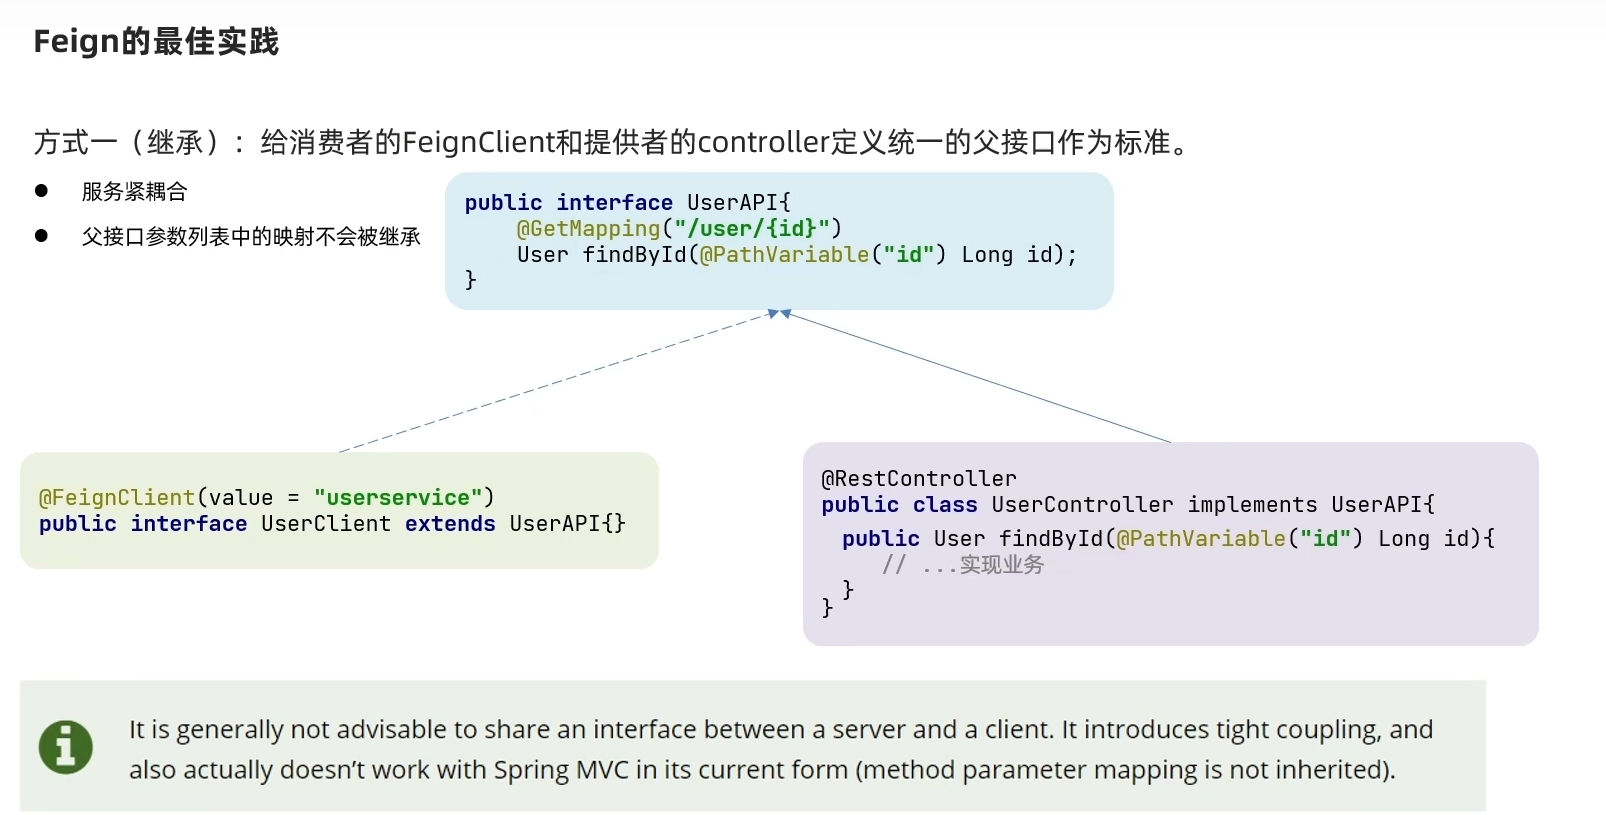 Feign的最佳实践
方式一（继承）：给消费者的FeignClient和提供者的controller定义统一的父接口作为标准。
● 服务紧耦合
● 父接口参数列表中的映射不会被继承
public interface UserAPI{
    @GetMapping("/user/{id}")
    User findById(@PathVariable("id") Long id);
}
@FeignClient(value = "userservice")
public interface UserClient extends UserAPI{}
@RestController
public class UserController implements UserAPI{
  public User findById(@PathVariable("id") Long id){
     // ...实现业务
  }
}
It is generally not advisable to share an interface between a server and a client. It introduces tight coupling, and
also actually doesn’t work with Spring MVC in its current form (method parameter mapping is not inherited).